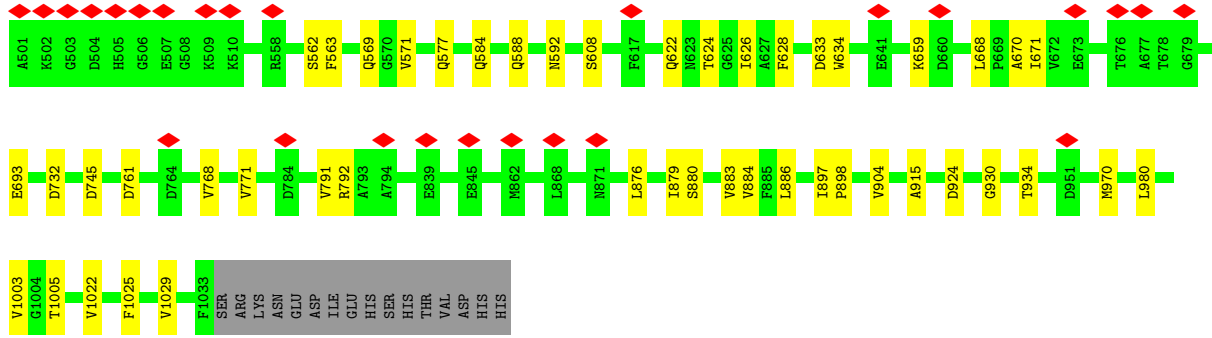 A501 K502 G503 D504 H505 G506 E507 G508 K509 K510 R558 S562 F563 Q569 G570 V571 Q577 Q584 Q588 N592 S608 F617 Q622 N623 T624 G625 I626 A627 F628 D633 W634 E641 K659 D660 L668 P669 A670 I671 V672 E673 T676 A677 T678 G679
E693 D732 D745 D761 D764 V768 V771 D784 V791 R792 A793 A794 E839 E845 M862 L868 N871 L876 I879 S880 V883 V884 F885 L886 I897 P898 V904 A915 D924 G930 T934 D951 M970 L980
V1003 G1004 T1005 V1022 F1025 V1029 F1033 SER ARG LYS ASN GLU ASP ILE GLU HIS SER HIS THR VAL ASP HIS HIS